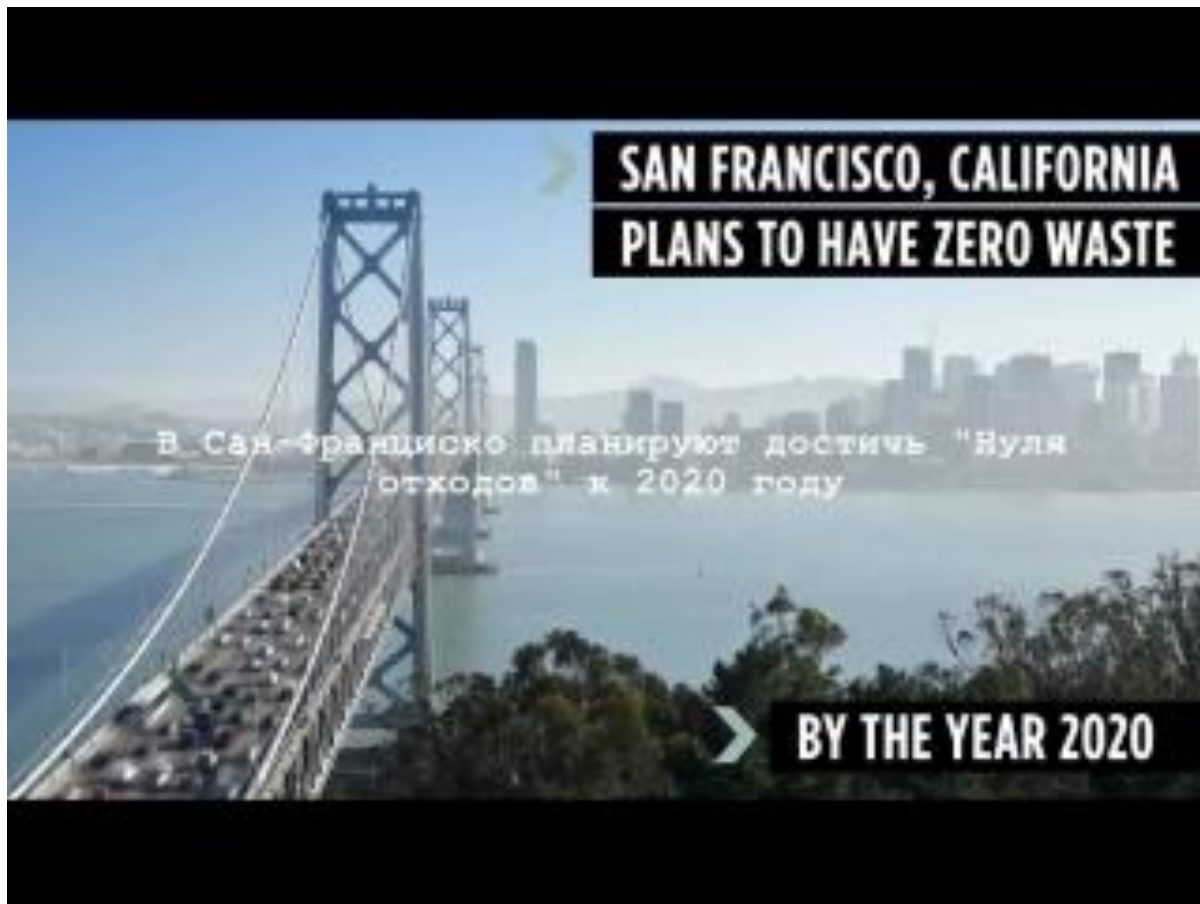 SAN FRANCISCO, CALIFORNIA
PLANS TO HAVE ZERO WASTE
В Сан-Франциско планируют достичь "Нуля
отходов" к 2020 году
BY THE YEAR 2020